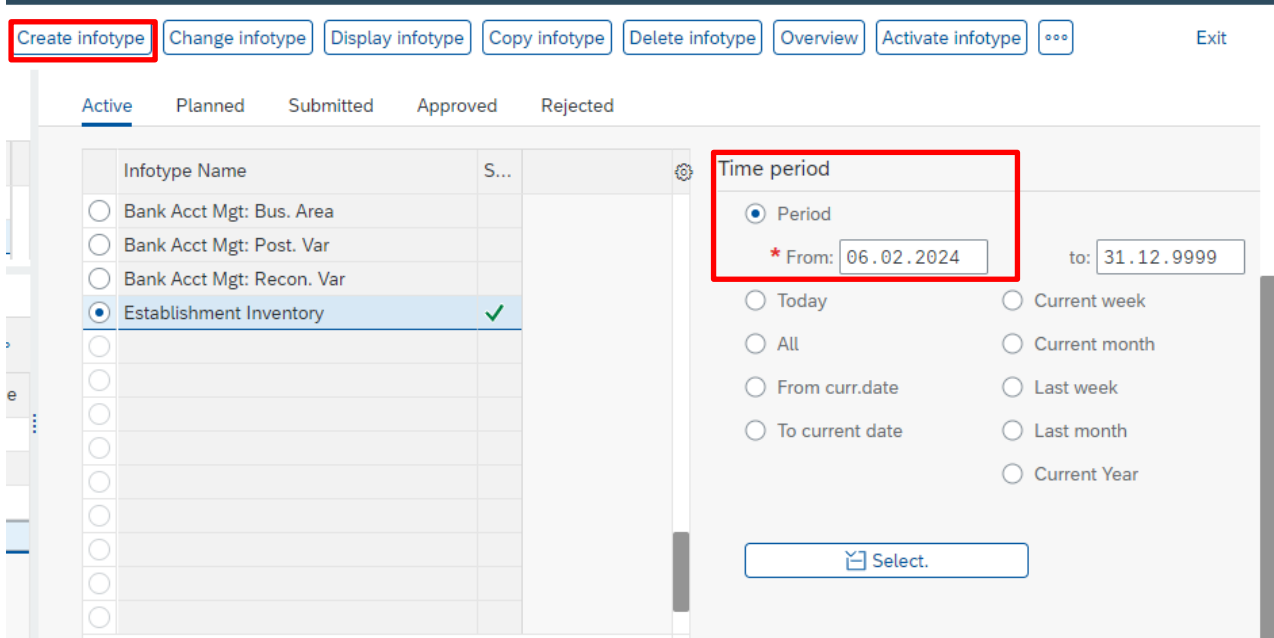 Create infotype Change infotype Display infotype Copy infotype Delete infotype Overview Activate infotype Exit
Active Planned Submitted Approved Rejected
Infotype Name S...
Bank Acct Mgt: Bus. Area
Bank Acct Mgt: Post. Var
Bank Acct Mgt: Recon. Var
Establishment Inventory
Time period
Period
* From: 06.02.2024 to: 31.12.9999
Today Current week
All Current month
From curr.date Last week
To current date Last month
Current Year
Select.
e